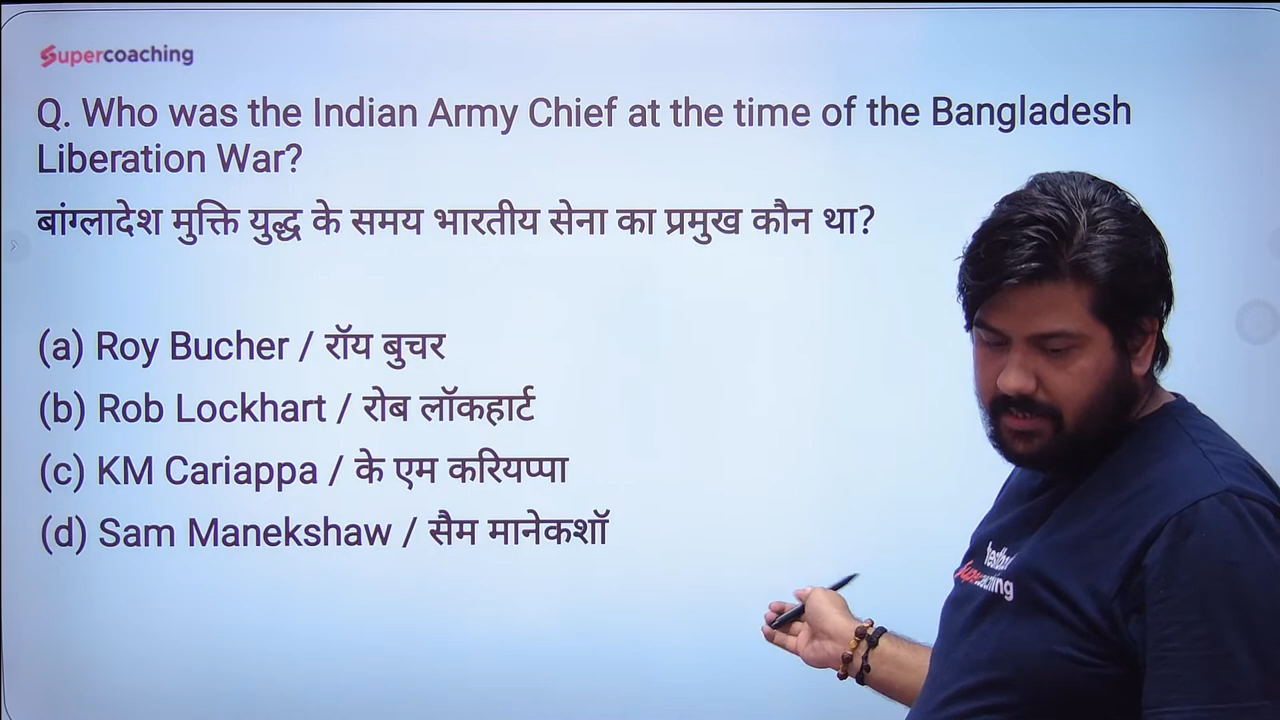 Supercoaching
Q. Who was the Indian Army Chief at the time of the Bangladesh
Liberation War?
बांग्लादेश मुक्ति युद्ध के समय भारतीय सेना का प्रमुख कौन था?
(a) Roy Bucher / रॉय बुचर
(b) Rob Lockhart / रोब लॉकहार्ट
(c) KM Cariappa / के एम करियप्पा
(d) Sam Manekshaw / सैम मानेकशॉ